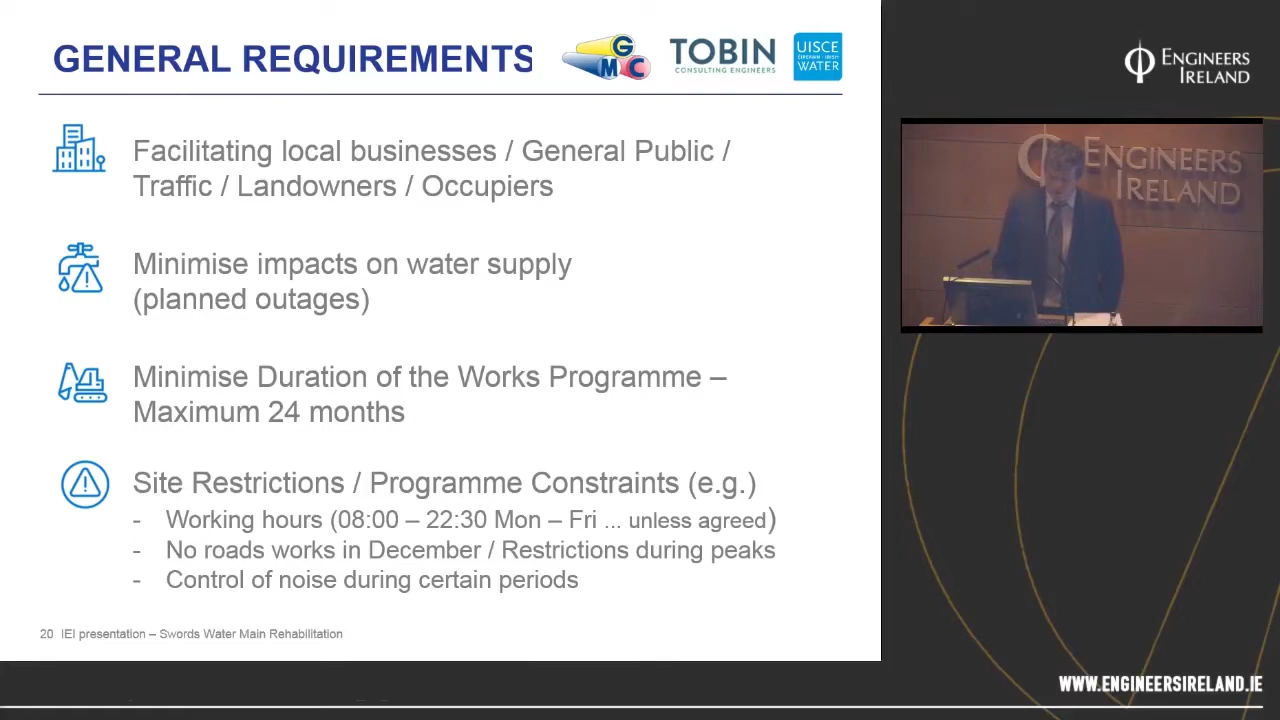 GENERAL REQUIREMENTS
GMC
TOBIN
CONSULTING ENGINEERS
UISCE
ÉIREANN : IRISH
WATER
Facilitating local businesses / General Public /
Traffic / Landowners / Occupiers
Minimise impacts on water supply
(planned outages)
Minimise Duration of the Works Programme –
Maximum 24 months
Site Restrictions / Programme Constraints (e.g.)
- Working hours (08:00 – 22:30 Mon – Fri ... unless agreed)
- No roads works in December / Restrictions during peaks
- Control of noise during certain periods
20 IEI presentation – Swords Water Main Rehabilitation
ENGINEERS
IRELAND
ENGINEERS
IRELAND
WWW.ENGINEERSIRELAND.IE